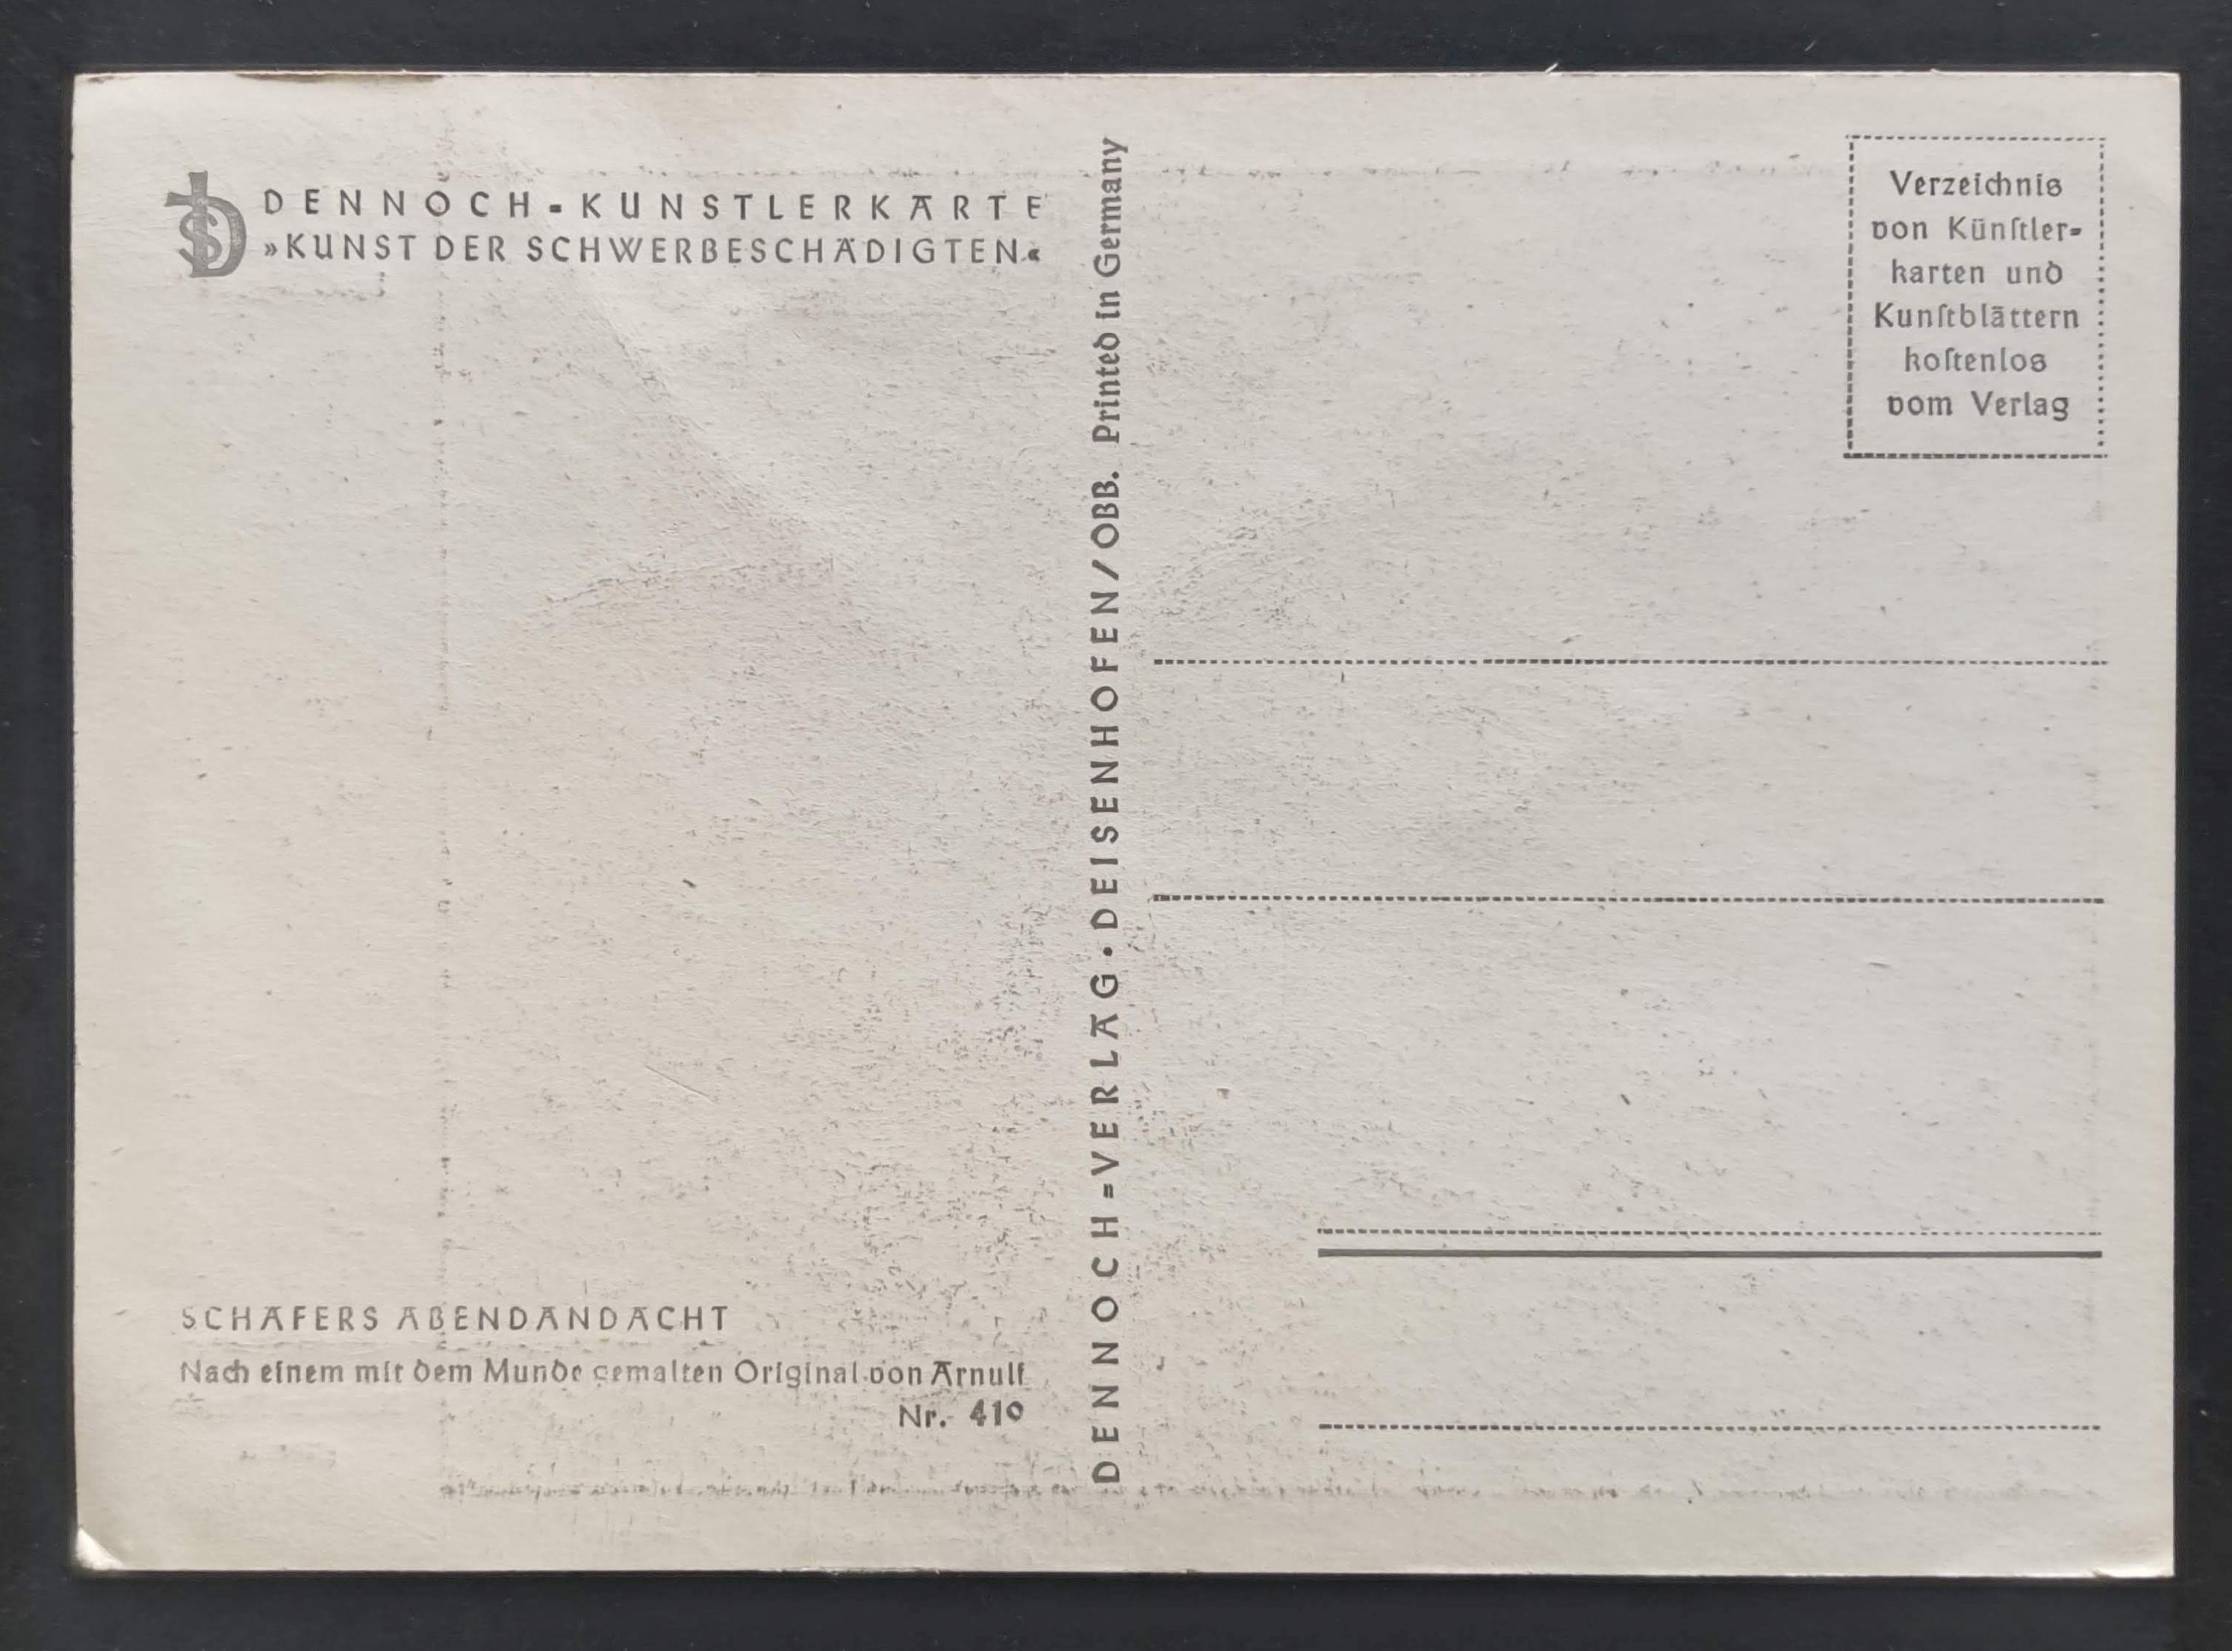 DENNOCH-KUNSTLERKARTE
»KUNST DER SCHWERBESCHÄDIGTEN«
SCHÄFERS ABENDANDACHT
Nach einem mit dem Munde gemalten Original von Arnulf
Nr. 410
DENNOCH-VERLAG · DEISENHOFEN/OBB. Printed in Germany
Verzeichnis
von Künſtler-
karten und
Kunſtblättern
koſtenlos
vom Verlag